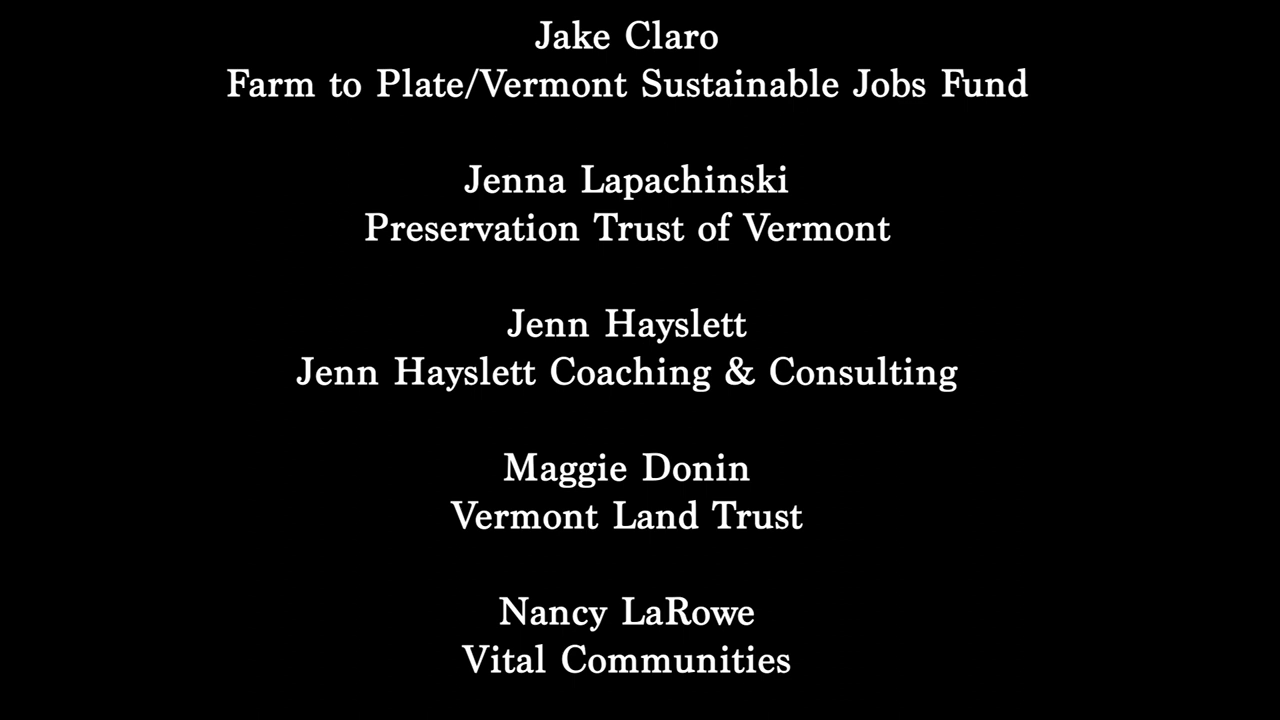 Jake Claro
Farm to Plate/Vermont Sustainable Jobs Fund
Jenna Lapachinski
Preservation Trust of Vermont
Jenn Hayslett
Jenn Hayslett Coaching & Consulting
Maggie Donin
Vermont Land Trust
Nancy LaRowe
Vital Communities